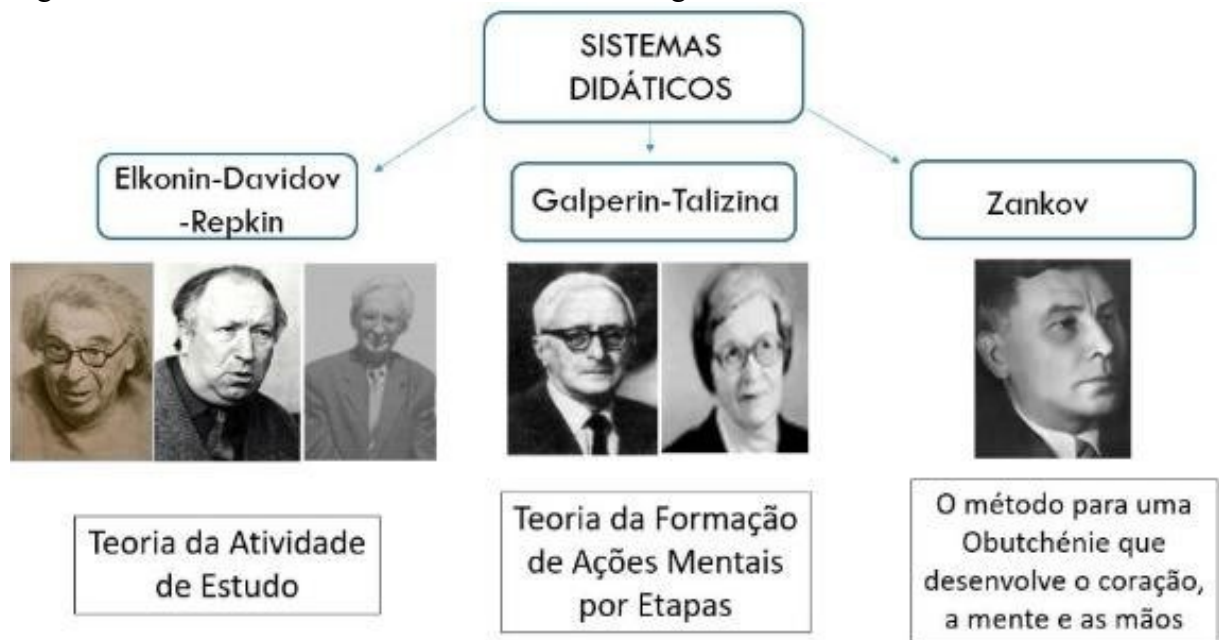 SISTEMAS
DIDÁTICOS
Elkonin-Davidov
-Repkin
Galperin-Talizina
Zankov
Teoria da Atividade
de Estudo
Teoria da Formação
de Ações Mentais
por Etapas
O método para uma
Obutchénie que
desenvolve o coração,
a mente e as mãos